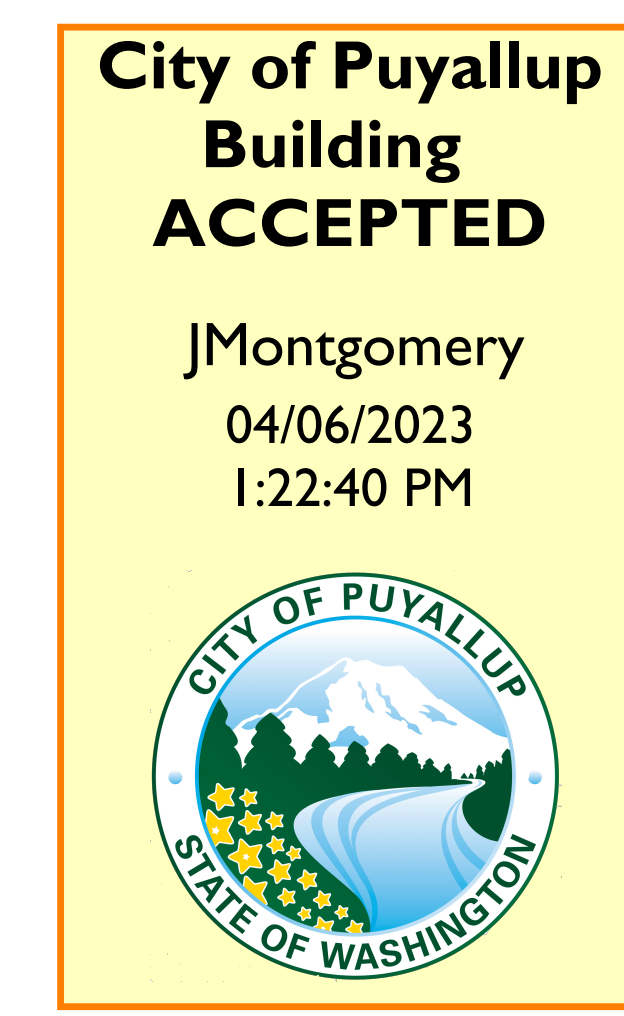 City of Puyallup
Building
ACCEPTED
JMontgomery
04/06/2023
1:22:40 PM
CITY OF PUYALLUP
STATE OF WASHINGTON